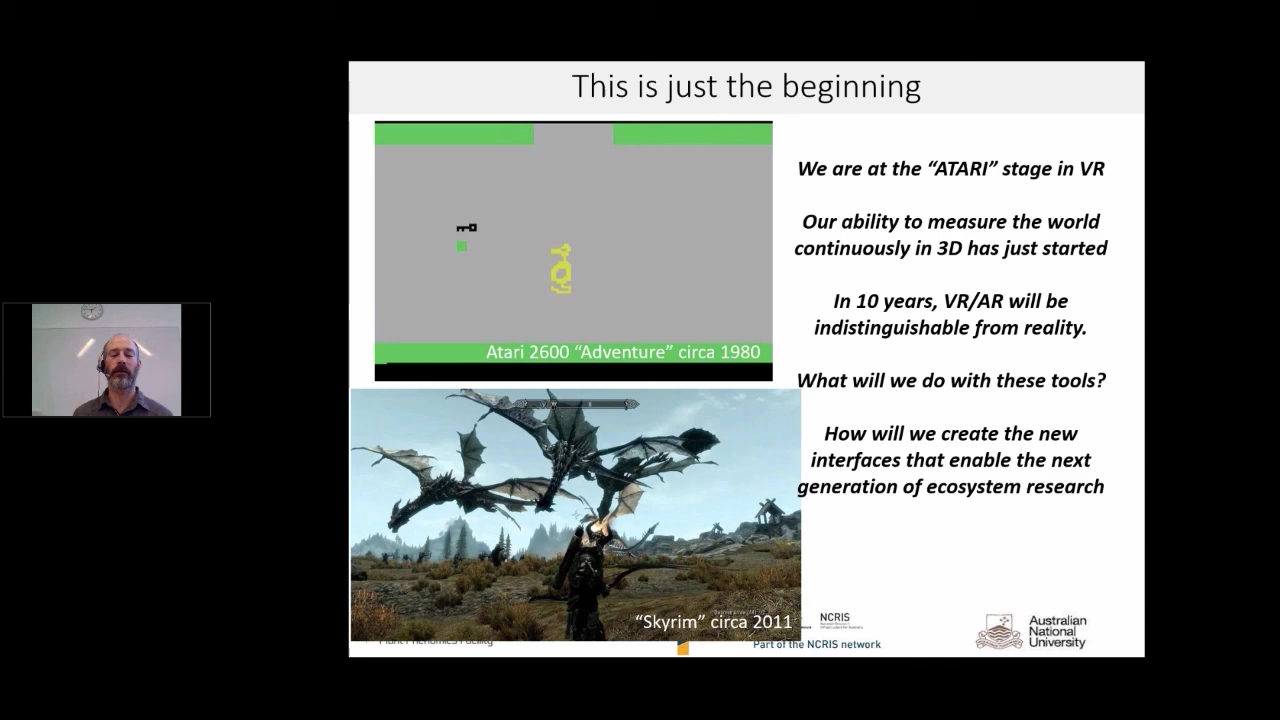 This is just the beginning
Atari 2600 “Adventure” circa 1980
We are at the “ATARI” stage in VR
Our ability to measure the world
continuously in 3D has just started
In 10 years, VR/AR will be
indistinguishable from reality.
What will we do with these tools?
How will we create the new
interfaces that enable the next
generation of ecosystem research
“Skyrim” circa 2011
Plant Phenomics Facility
NCRIS
Part of the NCRIS network
Australian
National
University